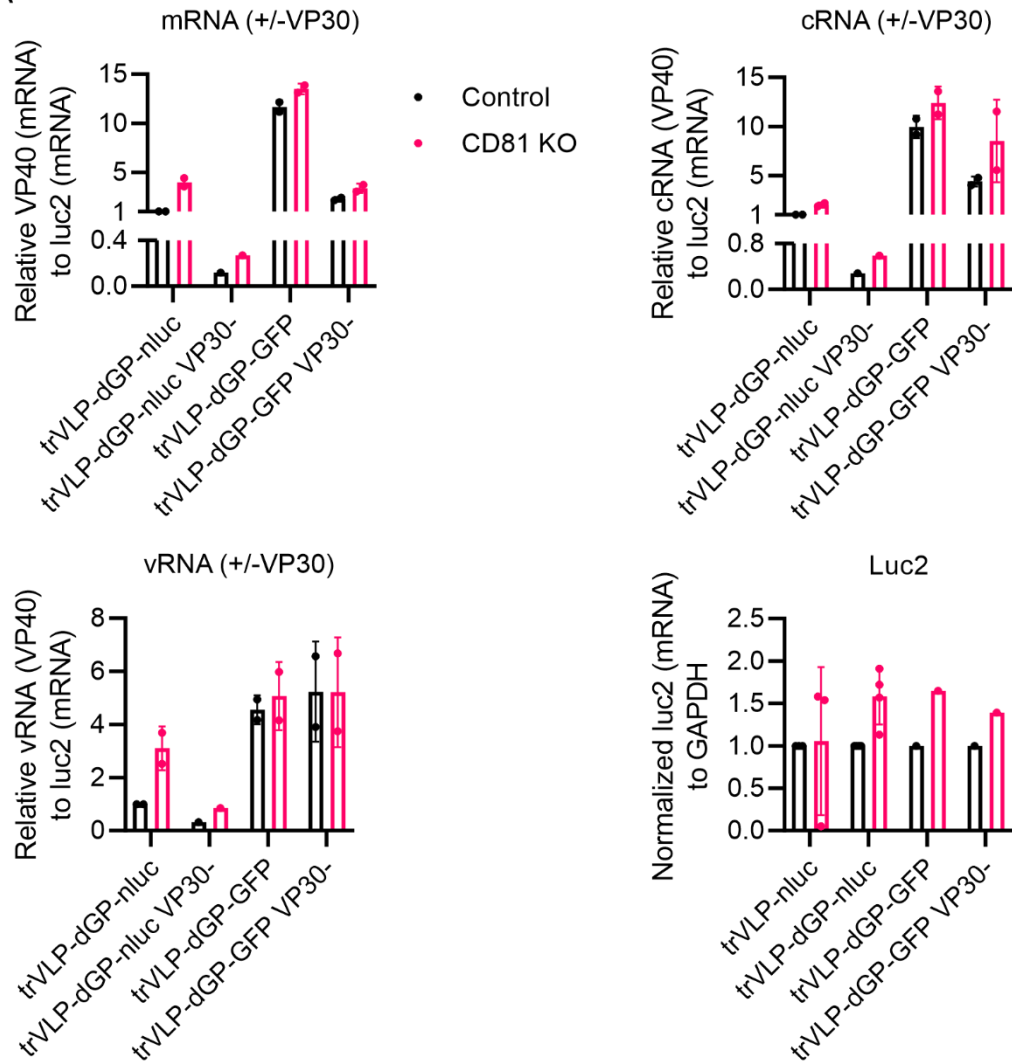 mRNA (+/-VP30)
Relative VP40 (mRNA)
to luc2 (mRNA)
15
10
5
1
0.4
0.0
trVLP-dGP-nluc
trVLP-dGP-nluc VP30-
trVLP-dGP-GFP
trVLP-dGP-GFP VP30-
Control
CD81 KO
cRNA (+/-VP30)
Relative cRNA (VP40)
to luc2 (mRNA)
15
10
5
1
0.8
0.0
trVLP-dGP-nluc
trVLP-dGP-nluc VP30-
trVLP-dGP-GFP
trVLP-dGP-GFP VP30-
vRNA (+/-VP30)
Relative vRNA (VP40)
to luc2 (mRNA)
8
6
4
2
0
trVLP-dGP-nluc
trVLP-dGP-nluc VP30-
trVLP-dGP-GFP
trVLP-dGP-GFP VP30-
Luc2
Normalized luc2 (mRNA)
to GAPDH
2.5
2.0
1.5
1.0
0.5
0.0
trVLP-nluc
trVLP-dGP-nluc
trVLP-dGP-GFP
trVLP-dGP-GFP VP30-